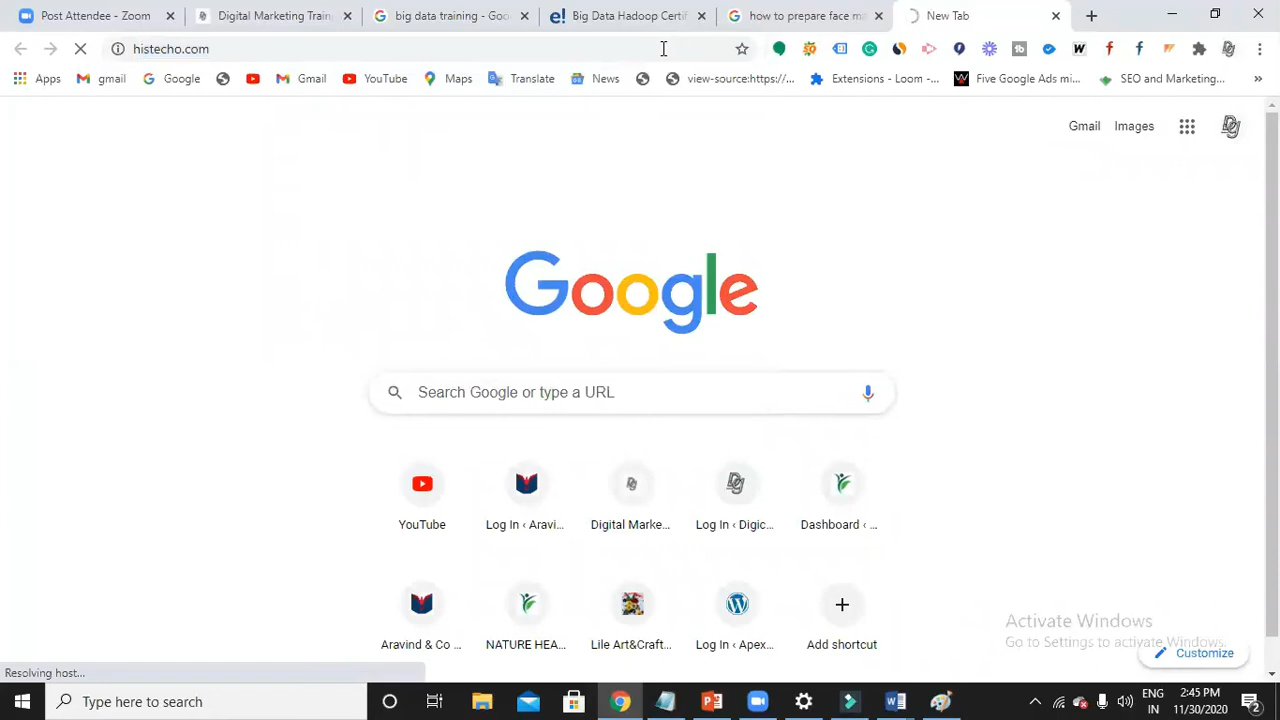 Post Attendee - Zoom
Digital Marketing Train
big data training - Goo
Big Data Hadoop Certif
how to prepare face ma
New Tab
histecho.com
Apps
gmail
Google
Gmail
YouTube
Maps
Translate
News
view-source:https://...
Extensions - Loom -...
Five Google Ads mi...
SEO and Marketing...
Gmail
Images
Google
Search Google or type a URL
YouTube
Log In ‹ Aravi...
Digital Marke...
Log In ‹ Digic...
Dashboard ‹ ...
Aravind & Co ...
NATURE HEA...
Lile Art&Craft...
Log In ‹ Apex...
Add shortcut
Activate Windows
Go to Settings to activate Windows.
Customize
Resolving host...
Type here to search
ENG
IN
2:45 PM
11/30/2020
2